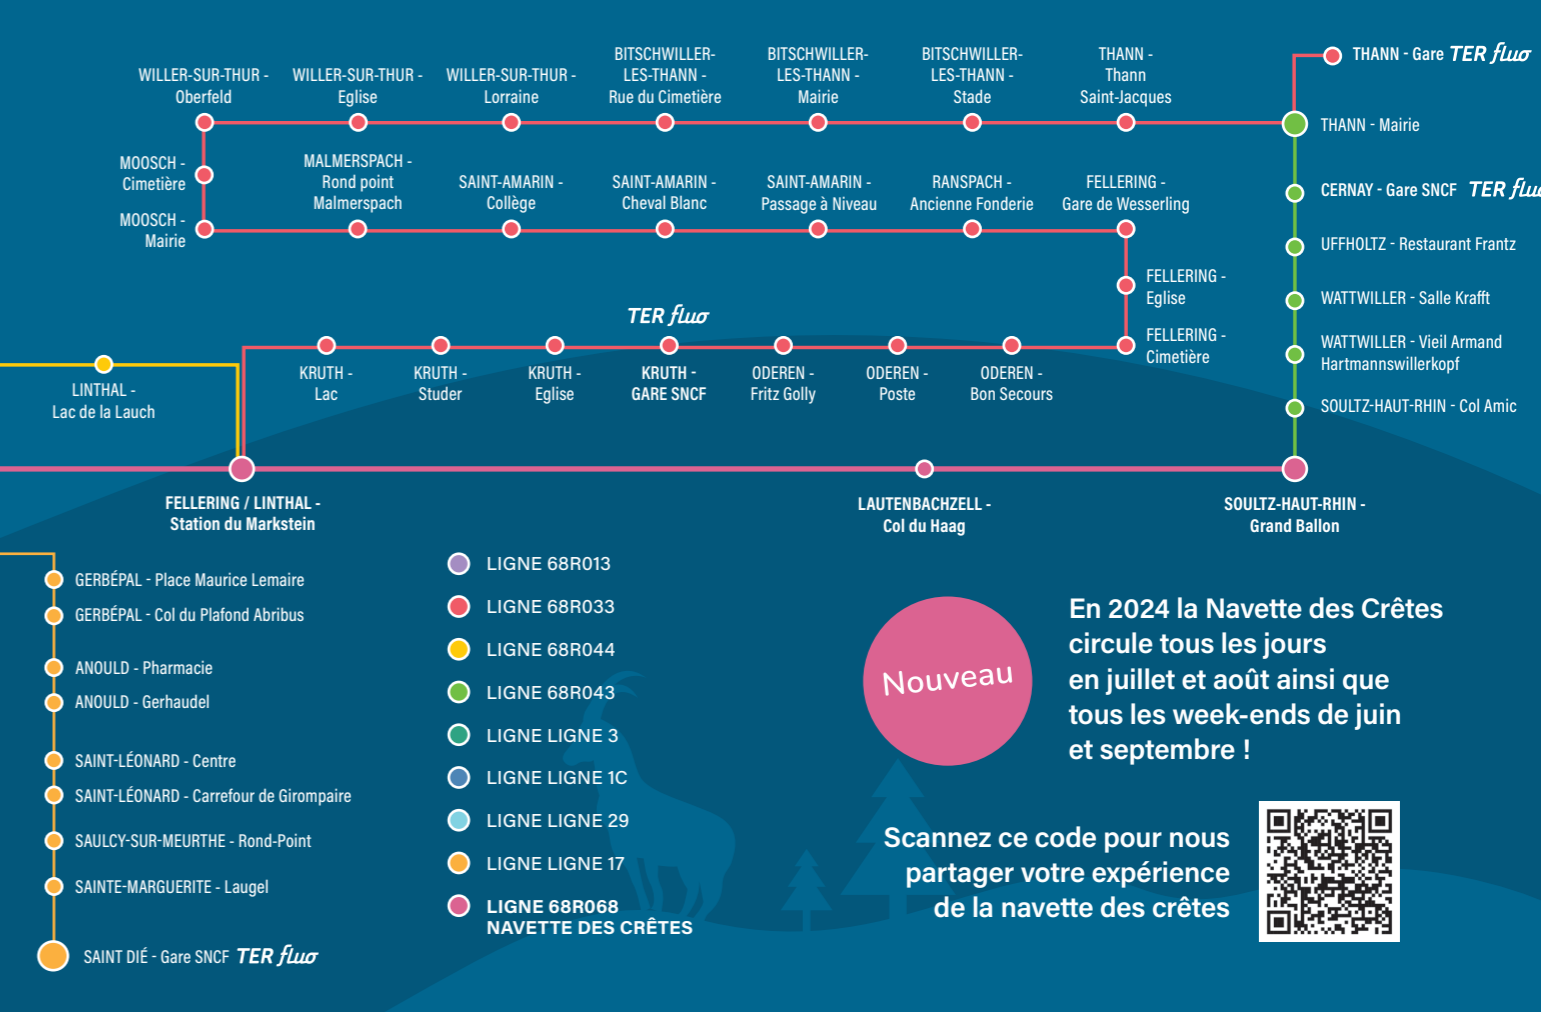 WILLER-SUR-THUR -
Oberfeld
WILLER-SUR-THUR -
Eglise
WILLER-SUR-THUR -
Lorraine
BITSCHWILLER-
LES-THANN -
Rue du Cimetière
BITSCHWILLER-
LES-THANN -
Mairie
BITSCHWILLER-
LES-THANN -
Stade
THANN -
Thann
Saint-Jacques
THANN - Gare TER fluo
THANN - Mairie
CERNAY - Gare SNCF TER fluo
UFFHOLTZ - Restaurant Frantz
WATTWILLER - Salle Krafft
WATTWILLER - Vieil Armand
Hartmannswillerkopf
SOULTZ-HAUT-RHIN - Col Amic
MOOSCH -
Cimetière
MOOSCH -
Mairie
MALMERSPACH -
Rond point
Malmerspach
SAINT-AMARIN -
Collège
SAINT-AMARIN -
Cheval Blanc
SAINT-AMARIN -
Passage à Niveau
RANSPACH -
Ancienne Fonderie
FELLERING -
Gare de Wesserling
FELLERING -
Eglise
FELLERING -
Cimetière
TER fluo
KRUTH -
Lac
KRUTH -
Studer
KRUTH -
Eglise
KRUTH -
GARE SNCF
ODEREN -
Fritz Golly
ODEREN -
Poste
ODEREN -
Bon Secours
LINTHAL -
Lac de la Lauch
FELLERING / LINTHAL -
Station du Markstein
LAUTENBACHZELL -
Col du Haag
SOULTZ-HAUT-RHIN -
Grand Ballon
GERBÉPAL - Place Maurice Lemaire
GERBÉPAL - Col du Plafond Abribus
ANOULD - Pharmacie
ANOULD - Gerhaudel
SAINT-LÉONARD - Centre
SAINT-LÉONARD - Carrefour de Girompaire
SAULCY-SUR-MEURTHE - Rond-Point
SAINTE-MARGUERITE - Laugel
SAINT DIÉ - Gare SNCF TER fluo
LIGNE 68R013
LIGNE 68R033
LIGNE 68R044
LIGNE 68R043
LIGNE LIGNE 3
LIGNE LIGNE 1C
LIGNE LIGNE 29
LIGNE LIGNE 17
LIGNE 68R068
NAVETTE DES CRÊTES
Nouveau
En 2024 la Navette des Crêtes
circule tous les jours
en juillet et août ainsi que
tous les week-ends de juin
et septembre !
Scannez ce code pour nous
partager votre expérience
de la navette des crêtes